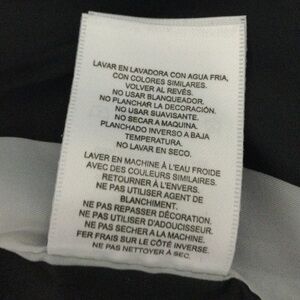 LAVAR EN LAVADORA CON AGUA FRIA,
CON COLORES SIMILARES.
VOLVER AL REVÉS.
NO USAR BLANQUEADOR.
NO PLANCHAR LA DECORACIÓN.
NO USAR SUAVISANTE.
NO SECAR A MAQUINA.
PLANCHADO INVERSO A BAJA
TEMPERATURA.
NO LAVAR EN SECO.
LAVER EN MACHINE À L'EAU FROIDE
AVEC DES COULEURS SIMILAIRES.
RETOURNER À L'ENVERS.
NE PAS UTILISER AGENT DE
BLANCHIMENT.
NE PAS REPASSER DÉCORATION.
NE PAS UTILISER D'ADOUCISSEUR.
NE PAS SECHER A LA MACHINE.
FER FRAIS SUR LE CÔTÉ INVERSE.
NE PAS NETTOYER À SEC.